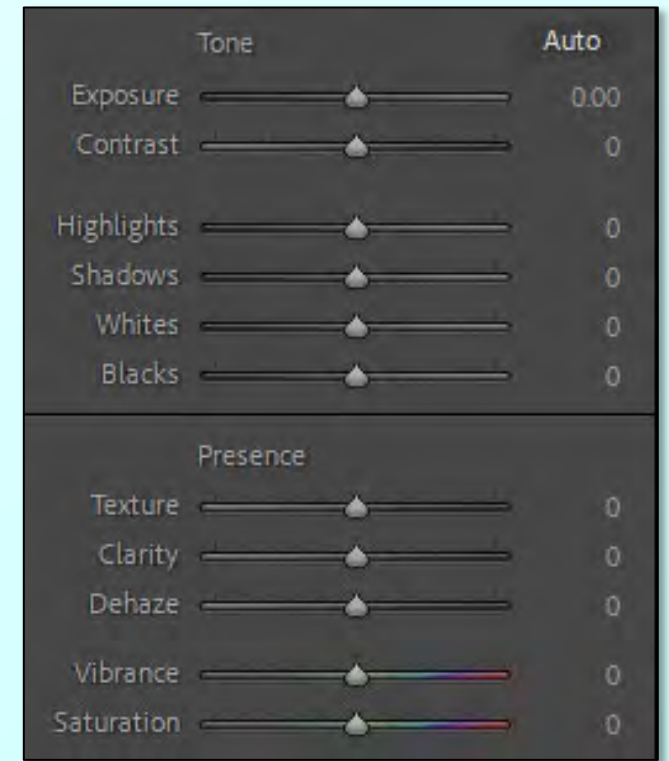 Tone Auto
Exposure 0.00
Contrast 0
Highlights 0
Shadows 0
Whites 0
Blacks 0
Presence
Texture 0
Clarity 0
Dehaze 0
Vibrance 0
Saturation 0